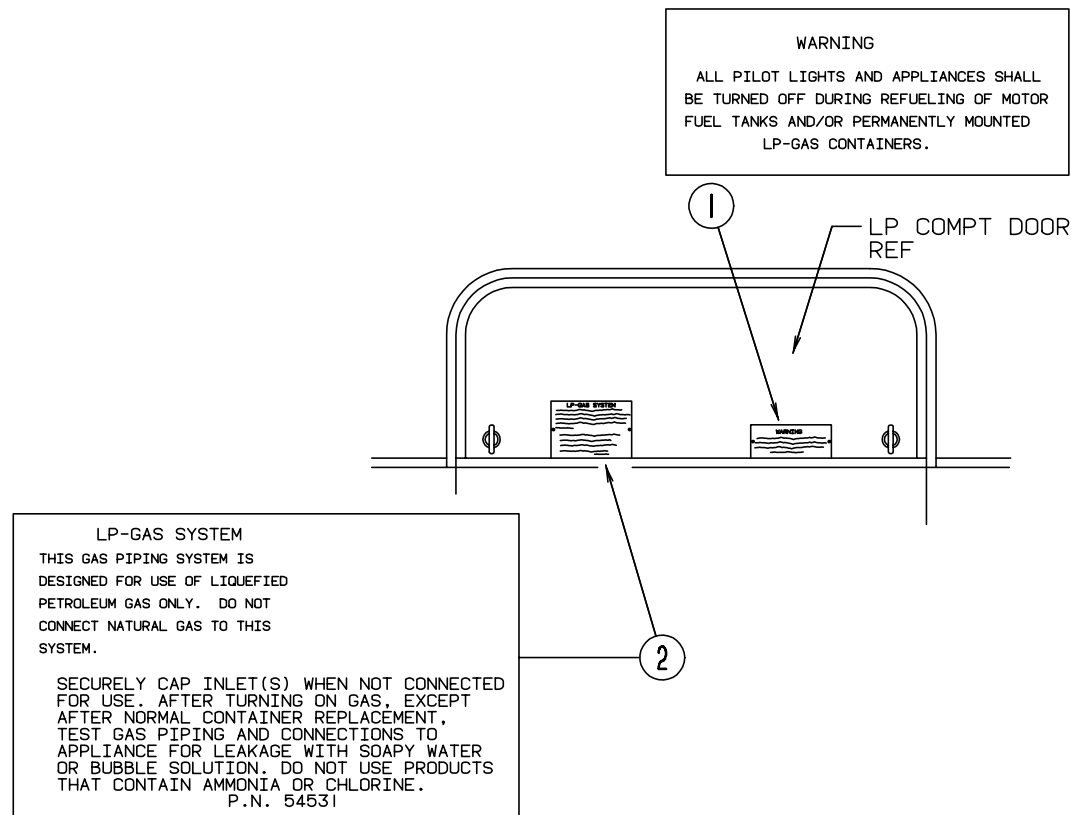 WARNING
ALL PILOT LIGHTS AND APPLIANCES SHALL
BE TURNED OFF DURING REFUELING OF MOTOR
FUEL TANKS AND/OR PERMANENTLY MOUNTED
LP-GAS CONTAINERS.
1
LP COMPT DOOR
REF
LP-GAS SYSTEM
WARNING
LP-GAS SYSTEM
THIS GAS PIPING SYSTEM IS
DESIGNED FOR USE OF LIQUEFIED
PETROLEUM GAS ONLY. DO NOT
CONNECT NATURAL GAS TO THIS
SYSTEM.
2
SECURELY CAP INLET(S) WHEN NOT CONNECTED
FOR USE. AFTER TURNING ON GAS, EXCEPT
AFTER NORMAL CONTAINER REPLACEMENT,
TEST GAS PIPING AND CONNECTIONS TO
APPLIANCE FOR LEAKAGE WITH SOAPY WATER
OR BUBBLE SOLUTION. DO NOT USE PRODUCTS
THAT CONTAIN AMMONIA OR CHLORINE.
P.N. 54531